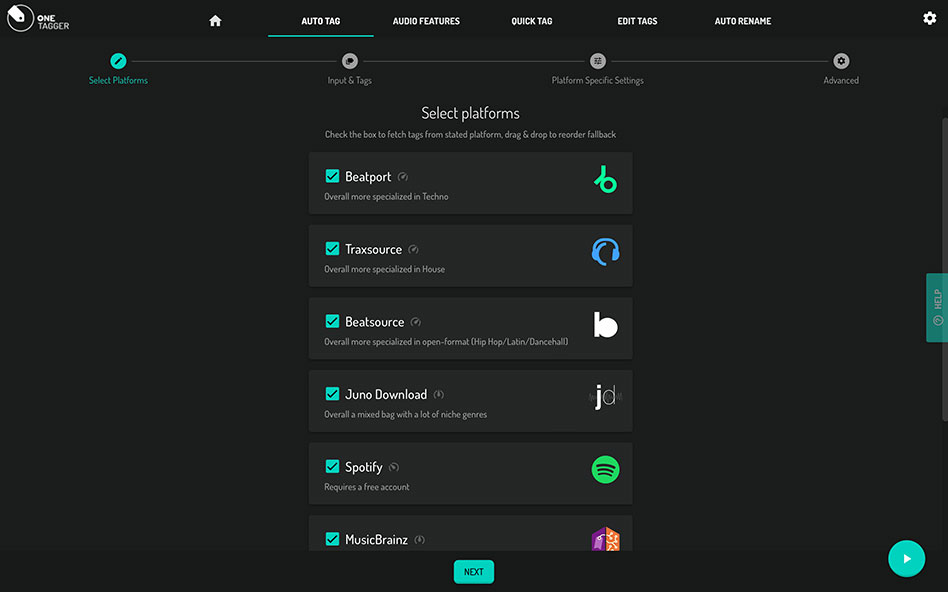 ONE
TAGGER
AUTO TAG
AUDIO FEATURES
QUICK TAG
EDIT TAGS
AUTO RENAME
Select Platforms
Input & Tags
Platform Specific Settings
Advanced
Select platforms
Check the box to fetch tags from stated platform, drag & drop to reorder fallback
Beatport
Overall more specialized in Techno
Traxsource
Overall more specialized in House
Beatsource
Overall more specialized in open-format (Hip Hop/Latin/Dancehall)
b
Juno Download
Overall a mixed bag with a lot of niche genres
jd
Spotify
Requires a free account
MusicBrainz
HELP
NEXT